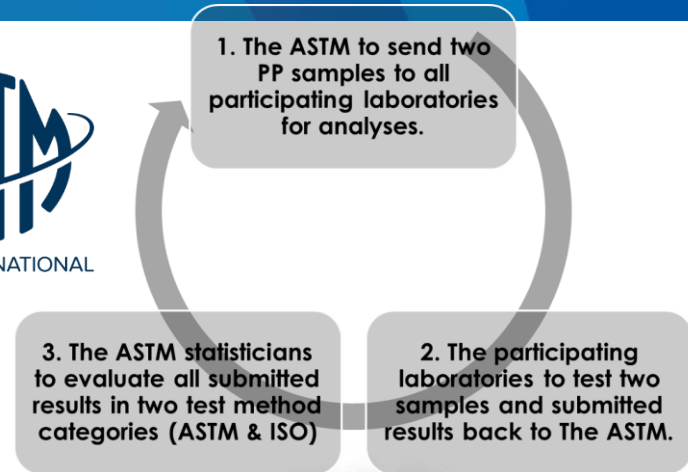 1. The ASTM to send two
PP samples to all
participating laboratories
for analyses.
3. The ASTM statisticians
to evaluate all submitted
results in two test method
categories (ASTM & ISO)
2. The participating
laboratories to test two
samples and submitted
results back to The ASTM.